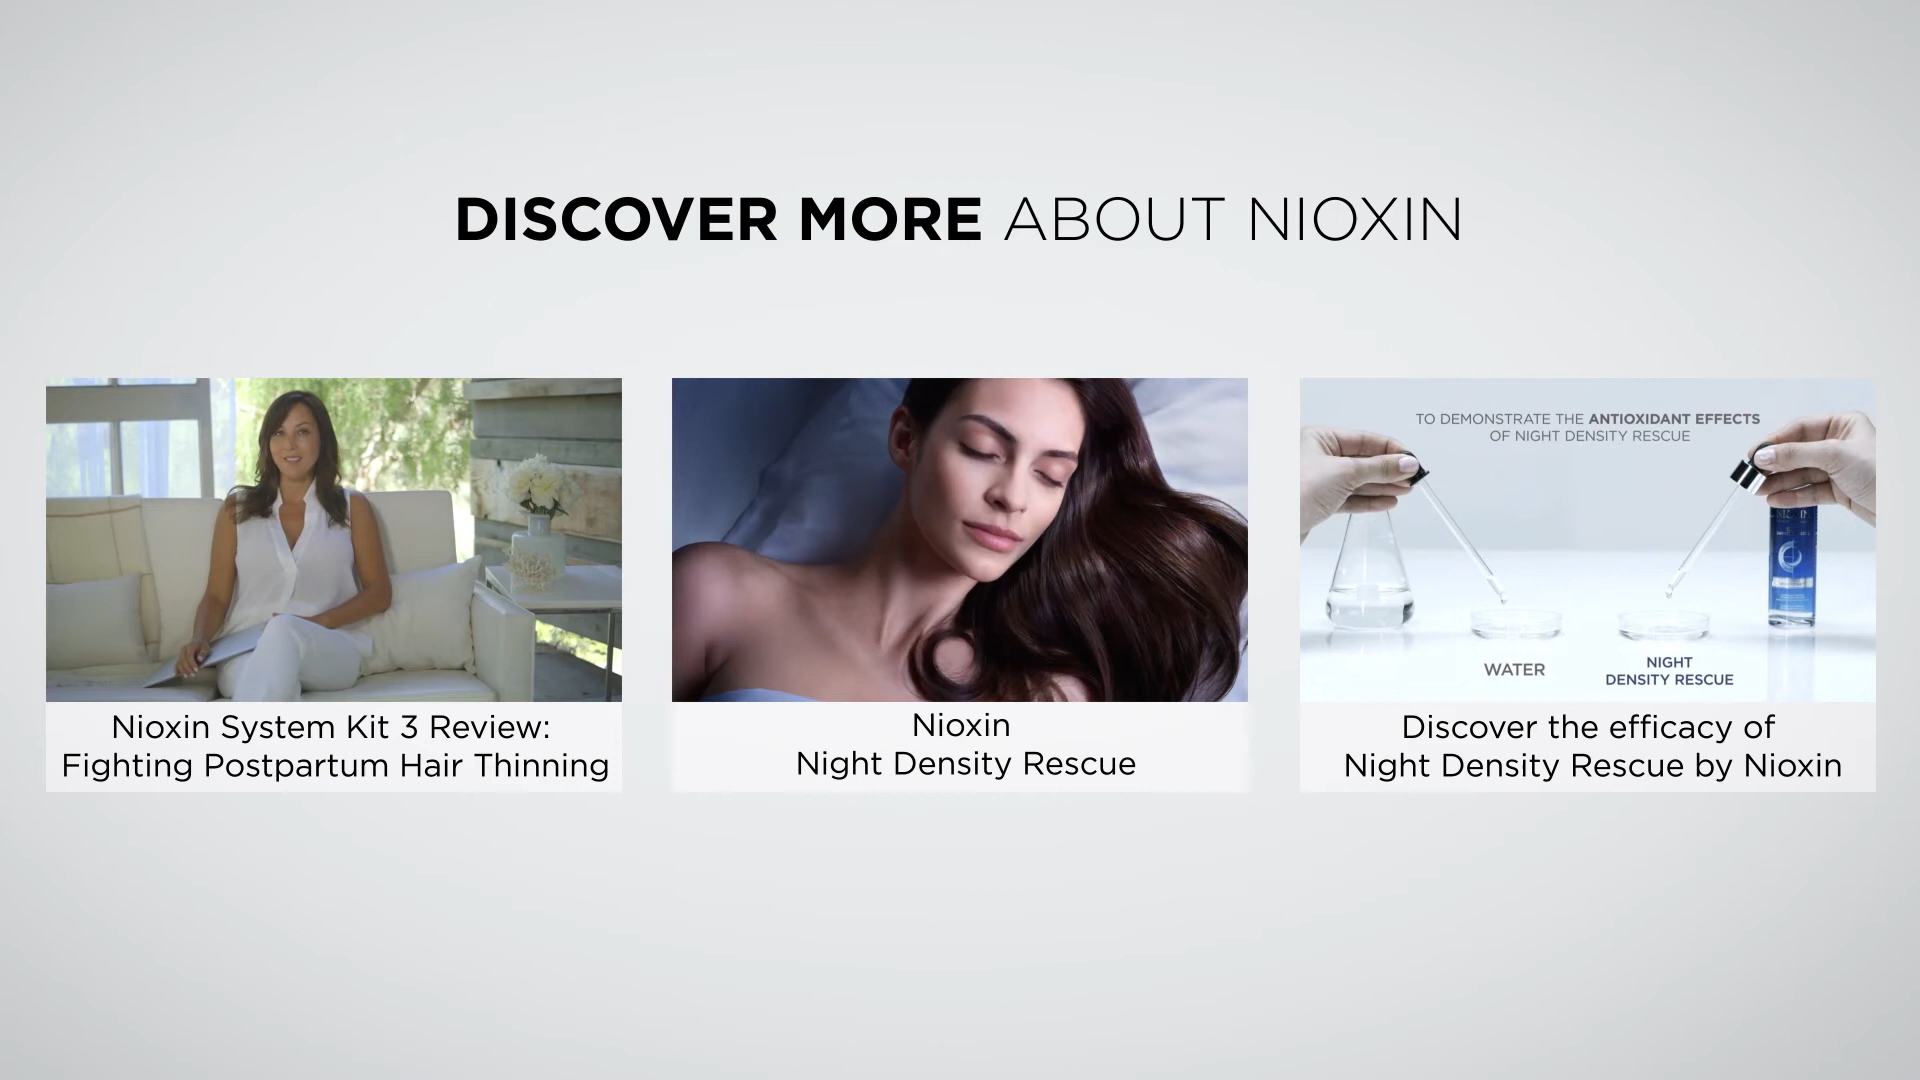 DISCOVER MORE ABOUT NIOXIN
TO DEMONSTRATE THE ANTIOXIDANT EFFECTS
OF NIGHT DENSITY RESCUE
WATER
NIGHT
DENSITY RESCUE
Nioxin System Kit 3 Review:
Fighting Postpartum Hair Thinning
Nioxin
Night Density Rescue
Discover the efficacy of
Night Density Rescue by Nioxin